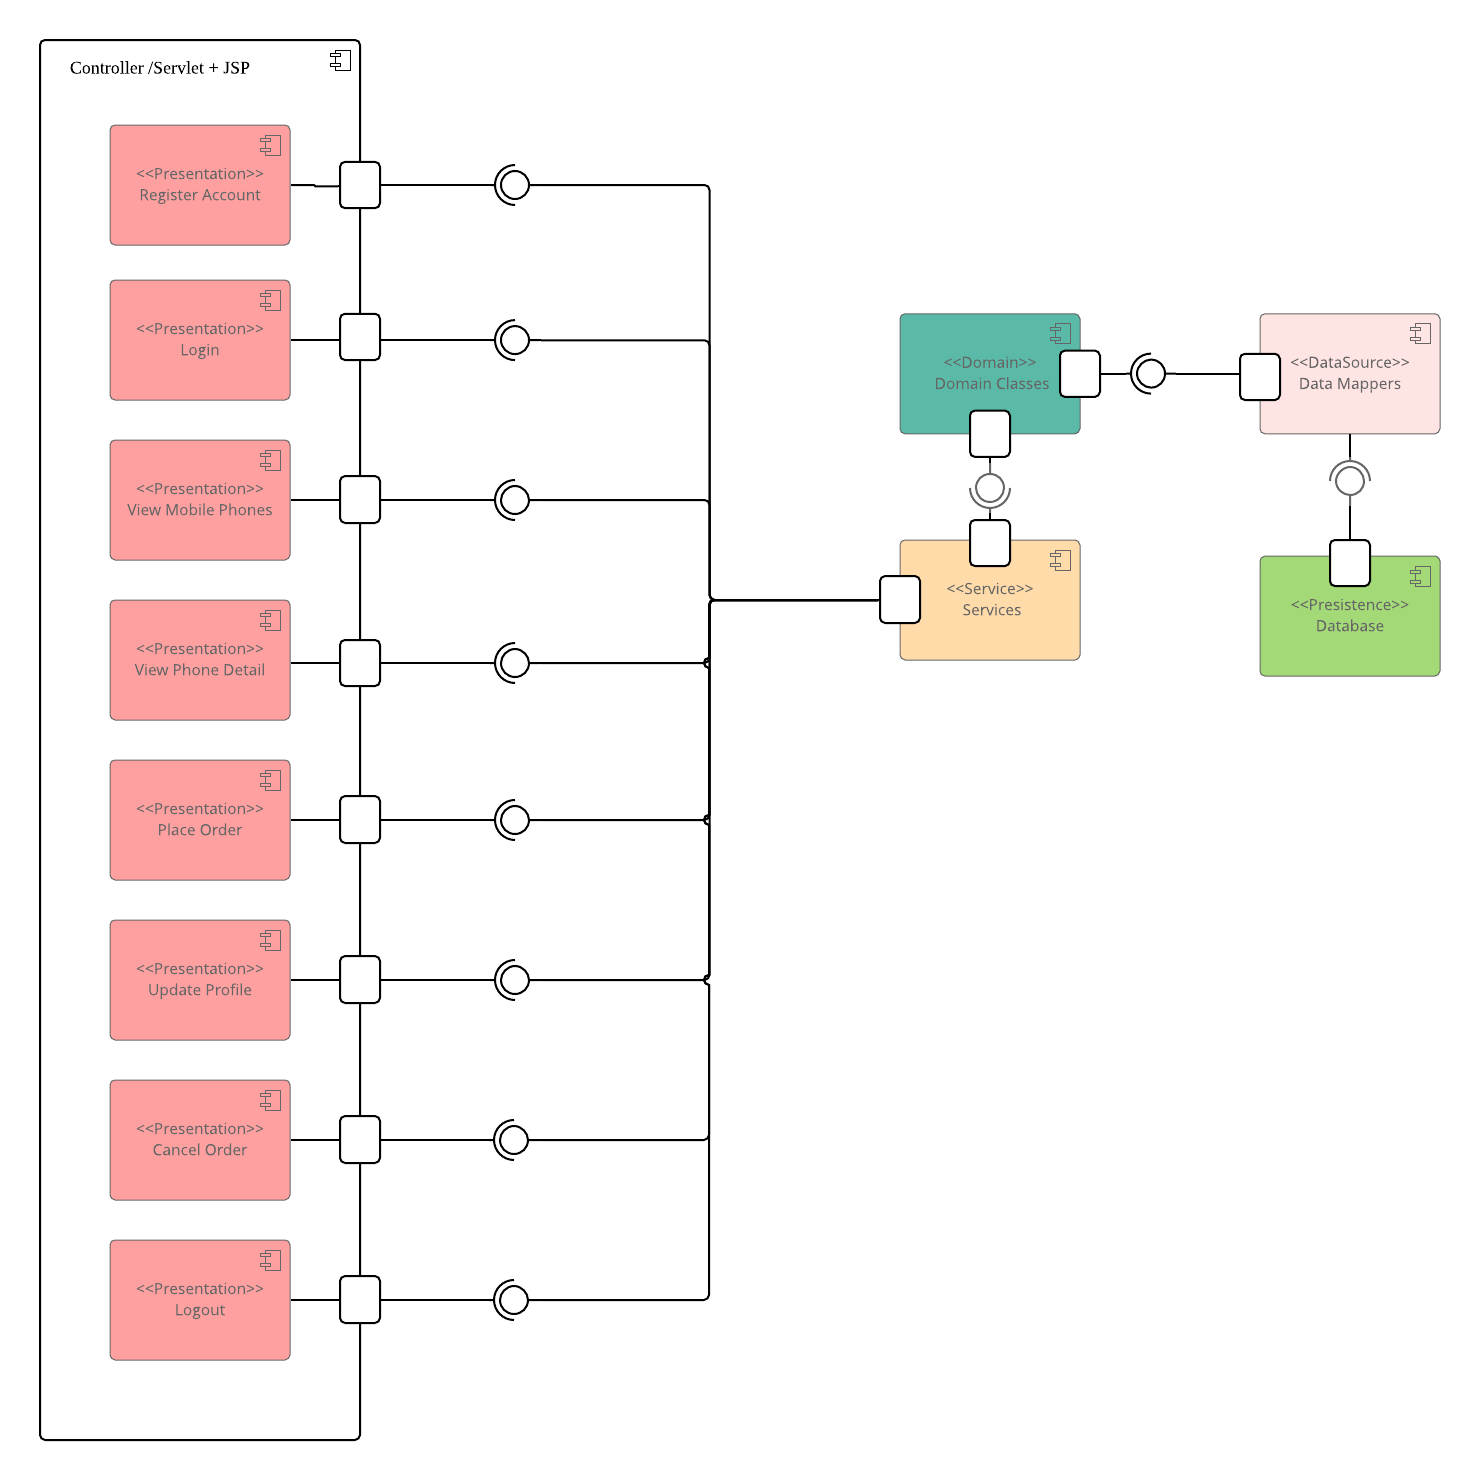 Controller /Servlet + JSP
<<Presentation>>
Register Account
<<Presentation>>
Login
<<Presentation>>
View Mobile Phones
<<Presentation>>
View Phone Detail
<<Presentation>>
Place Order
<<Presentation>>
Update Profile
<<Presentation>>
Cancel Order
<<Presentation>>
Logout
<<Domain>>
Domain Classes
<<DataSource>>
Data Mappers
<<Service>>
Services
<<Presistence>>
Database